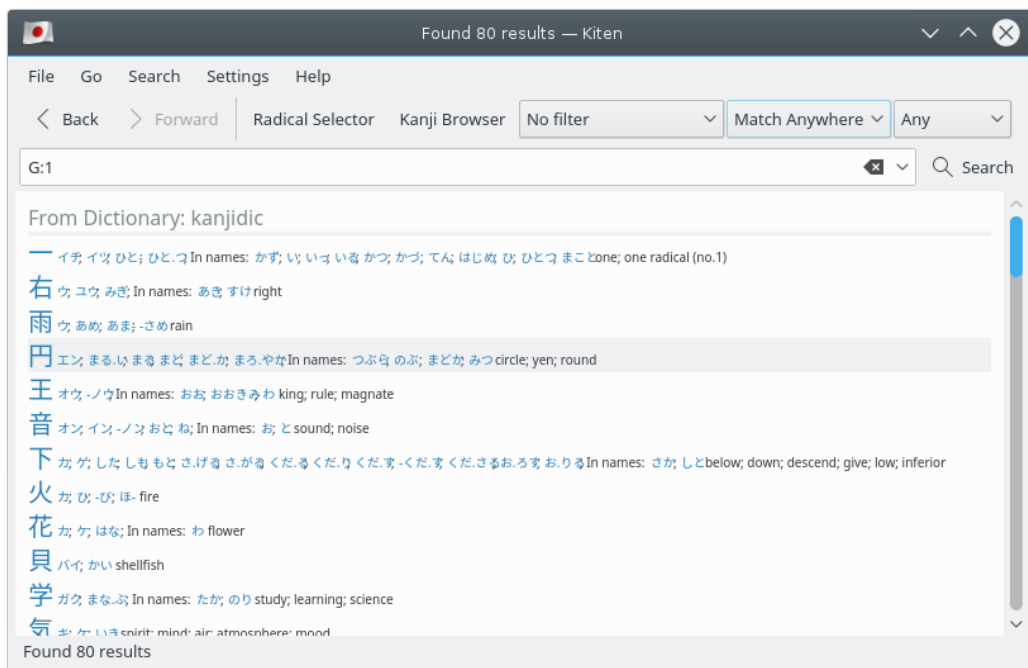 Found 80 results — Kiten
File Go Search Settings Help
Back Forward Radical Selector Kanji Browser No filter Match Anywhere Any
G:1 Search
From Dictionary: kanjidic
一 イチ; イツ; ひと-; ひと.つ; In names: かず; い; いっ; いる; かつ; かづ; てん; はじめ; ひ; ひとつ; まこと one; one radical (no.1)
右 ウ; ユウ; みぎ; In names: あき; すけ right
雨 ウ; あめ; あま-; -さめ rain
円 エン; まる.い; まる; まど; まど.か; まろ.やか In names: つぶら; のぶ; まどか; みつ circle; yen; round
王 オウ; -ノウ In names: おお; おおきみ; わ king; rule; magnate
音 オン; イン; -ノン; おと; ね; In names: お; と sound; noise
下 カ; ゲ; した; しも; もと; さ.げる; さ.がる; くだ.る; くだ.り; くだ.す; -くだ.す; くだ.さる; お.ろす; お.りる In names: さか; しと below; down; descend; give; low; inferior
火 カ; ひ; -び; ほ- fire
花 カ; ケ; はな; In names: わ flower
貝 バイ; かい shellfish
学 ガク; まな.ぶ; In names: たか; のり study; learning; science
気 キ; ケ; いき spirit; mind; air; atmosphere; mood
Found 80 results